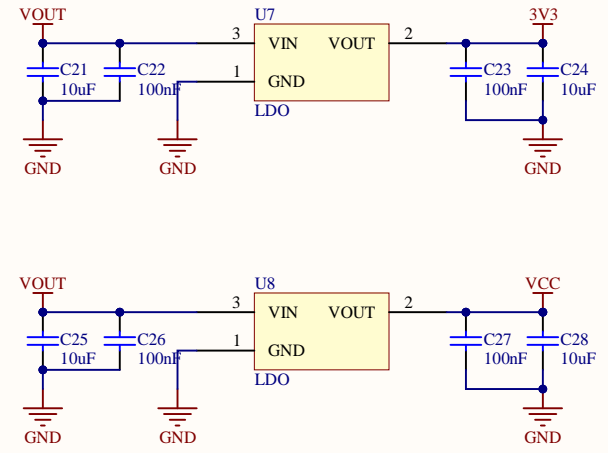 VOUT
U7
3V3
3
VIN
VOUT
2
C21
10uF
C22
100nF
1
GND
C23
100nF
C24
10uF
LDO
GND
GND
GND
VOUT
U8
VCC
3
VIN
VOUT
2
C25
10uF
C26
100nF
1
GND
C27
100nF
C28
10uF
LDO
GND
GND
GND